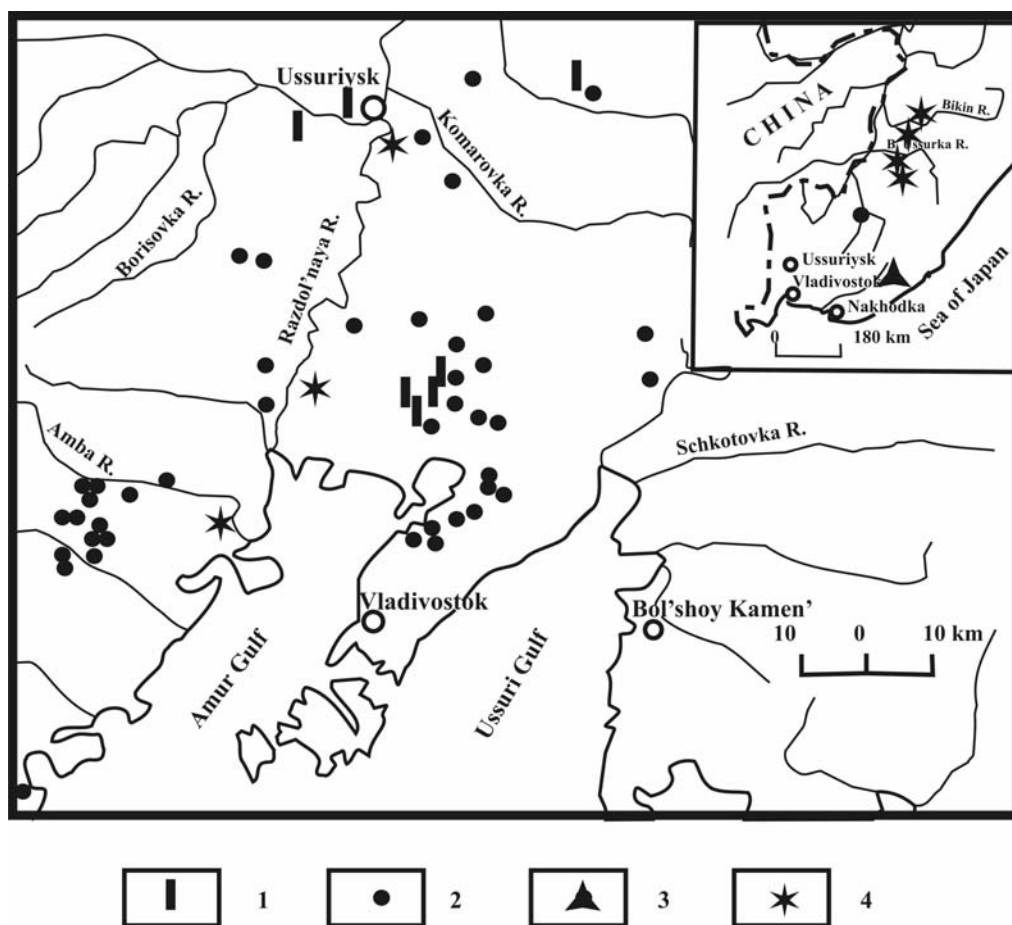 Ussuriysk
Komarovka R.
Borisovka R.
Razdol'naya R.
Amba R.
Schkotovka R.
Vladivostok
Bol'shoy Kamen'
Amur Gulf
Ussuri Gulf
10 0 10 km
CHINA
Bikin R.
B. Ussurka R.
Ussuriysk
Vladivostok
Nakhodka
Sea of Japan
0 180 km
1 2 3 4